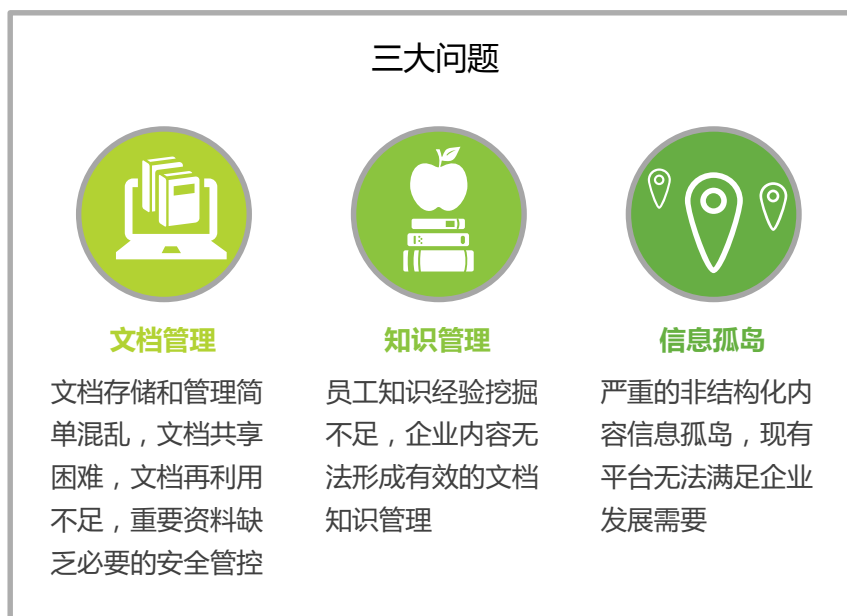 三大问题
文档管理
文档存储和管理简
单混乱，文档共享
困难，文档再利用
不足，重要资料缺
乏必要的安全管控
知识管理
员工知识经验挖掘
不足，企业内容无
法形成有效的文档
知识管理
信息孤岛
严重的非结构化内
容信息孤岛，现有
平台无法满足企业
发展需要